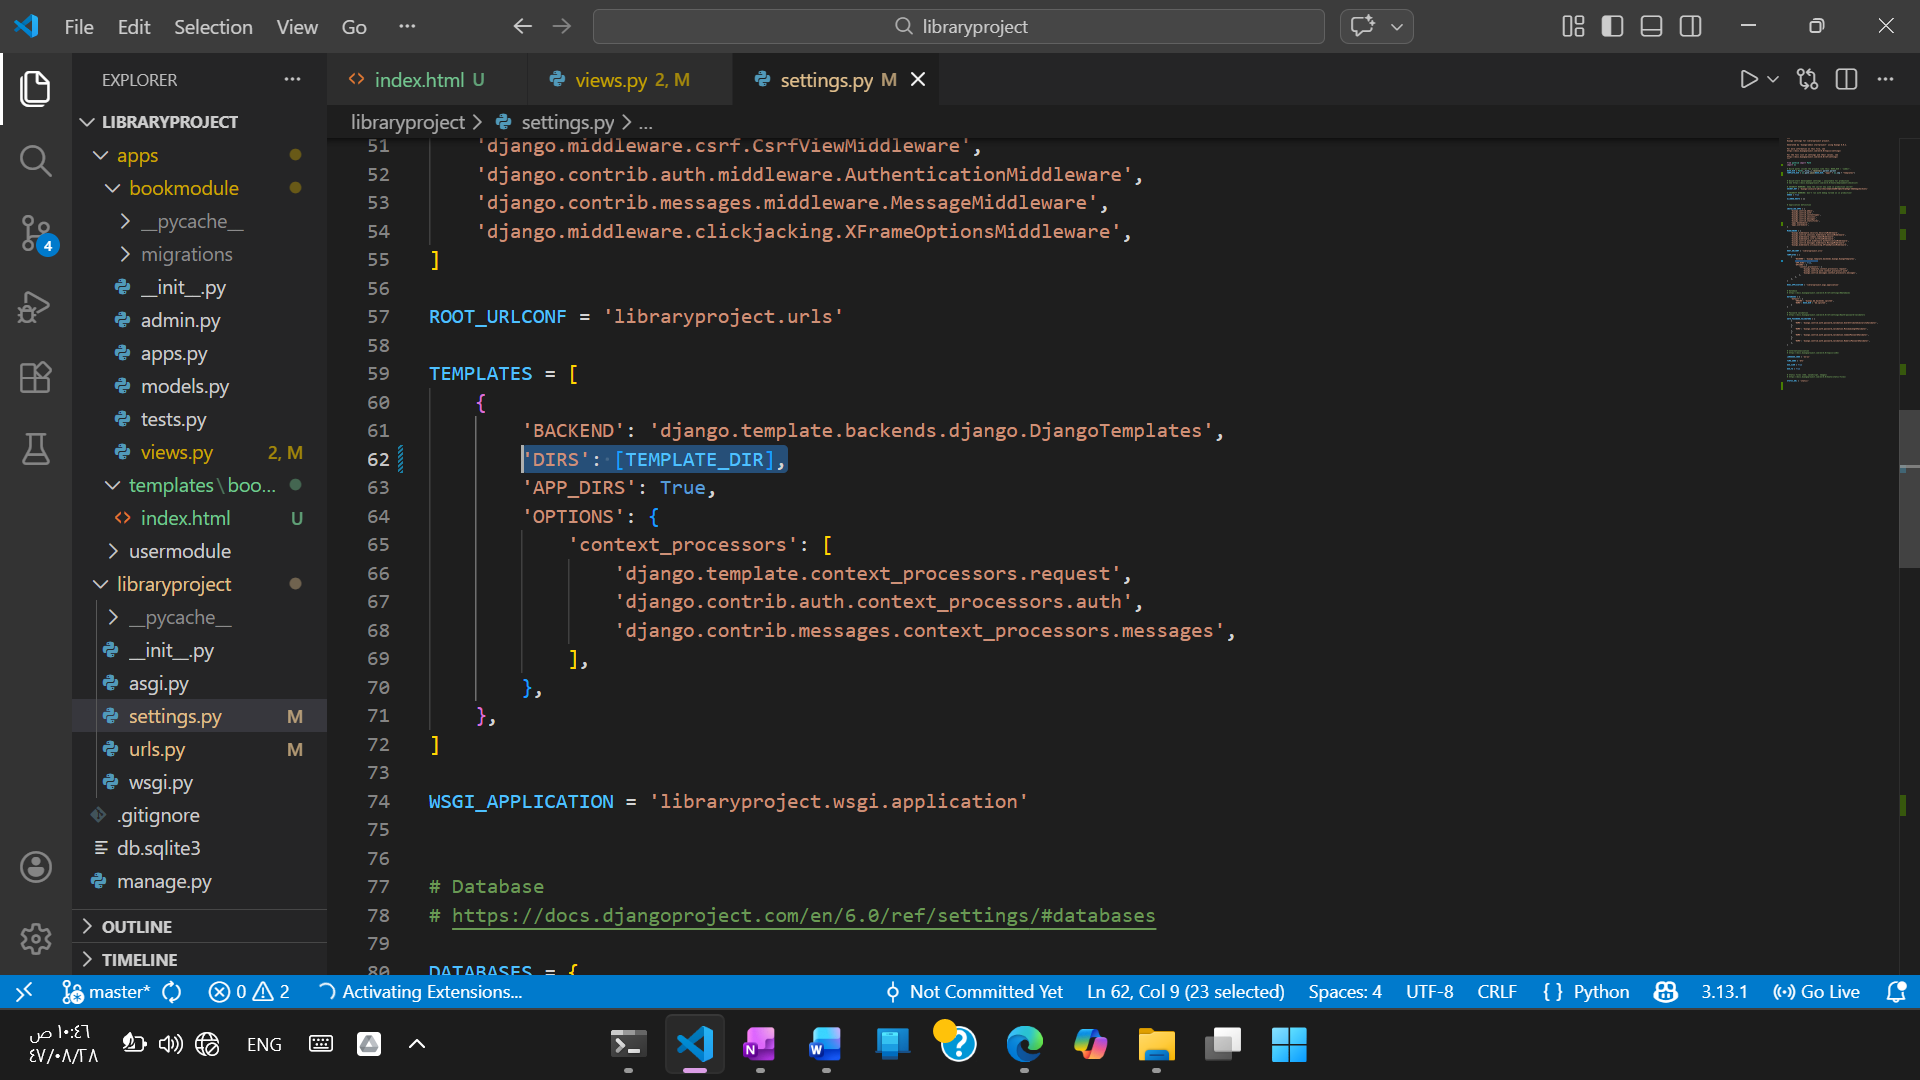 File Edit Selection View Go ···
libraryproject
EXPLORER ···
index.html U
views.py 2, M
settings.py M
libraryproject > settings.py > ...
LIBRARYPROJECT
apps
bookmodule
__pycache__
migrations
__init__.py
admin.py
apps.py
models.py
tests.py
views.py 2, M
templates\boo...
index.html U
usermodule
libraryproject
__pycache__
__init__.py
asgi.py
settings.py M
urls.py M
wsgi.py
.gitignore
db.sqlite3
manage.py
OUTLINE
TIMELINE
4
51 'django.middleware.csrf.CsrfViewMiddleware',
52 'django.contrib.auth.middleware.AuthenticationMiddleware',
53 'django.contrib.messages.middleware.MessageMiddleware',
54 'django.middleware.clickjacking.XFrameOptionsMiddleware',
55 ]
56
57 ROOT_URLCONF = 'libraryproject.urls'
58
59 TEMPLATES = [
60 {
61 'BACKEND': 'django.template.backends.django.DjangoTemplates',
62 'DIRS': [TEMPLATE_DIR],
63 'APP_DIRS': True,
64 'OPTIONS': {
65 'context_processors': [
66 'django.template.context_processors.request',
67 'django.contrib.auth.context_processors.auth',
68 'django.contrib.messages.context_processors.messages',
69 ],
70 },
71 },
72 ]
73
74 WSGI_APPLICATION = 'libraryproject.wsgi.application'
75
76
77 # Database
78 # https://docs.djangoproject.com/en/6.0/ref/settings/#databases
79
80 DATABASES = {
master* 0 2 Activating Extensions... Not Committed Yet Ln 62, Col 9 (23 selected) Spaces: 4 UTF-8 CRLF { } Python 3.13.1 Go Live
١٠:٤٦ ص
٤٧/٠٨/٢٨
ENG